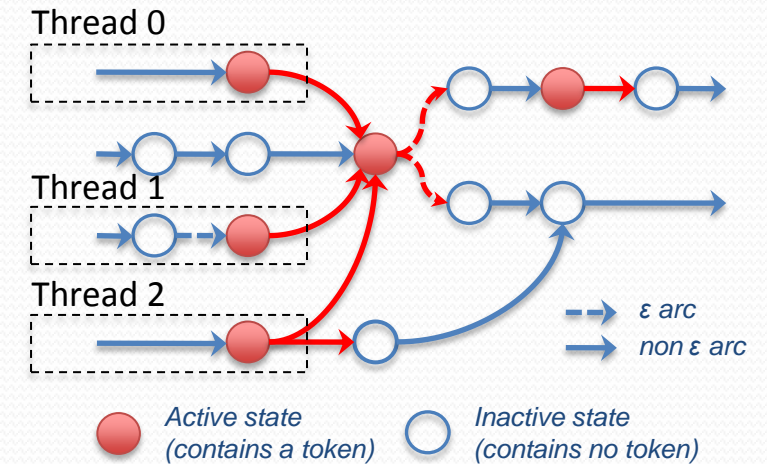 Thread 0
Thread 1
Thread 2
ε arc
non ε arc
Active state
(contains a token)
Inactive state
(contains no token)